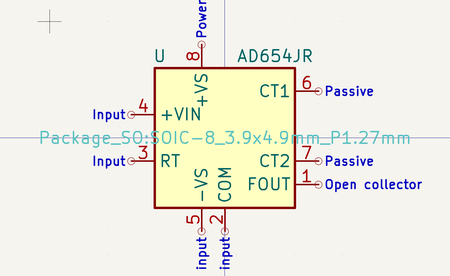 Power
8
U
AD654JR
+VS
CT1
6
Passive
Input
4
+VIN
Package_SO:SOIC-8_3.9x4.9mm_P1.27mm
Input
3
RT
CT2
7
Passive
FOUT
1
Open collector
-VS
COM
5
2
input
input